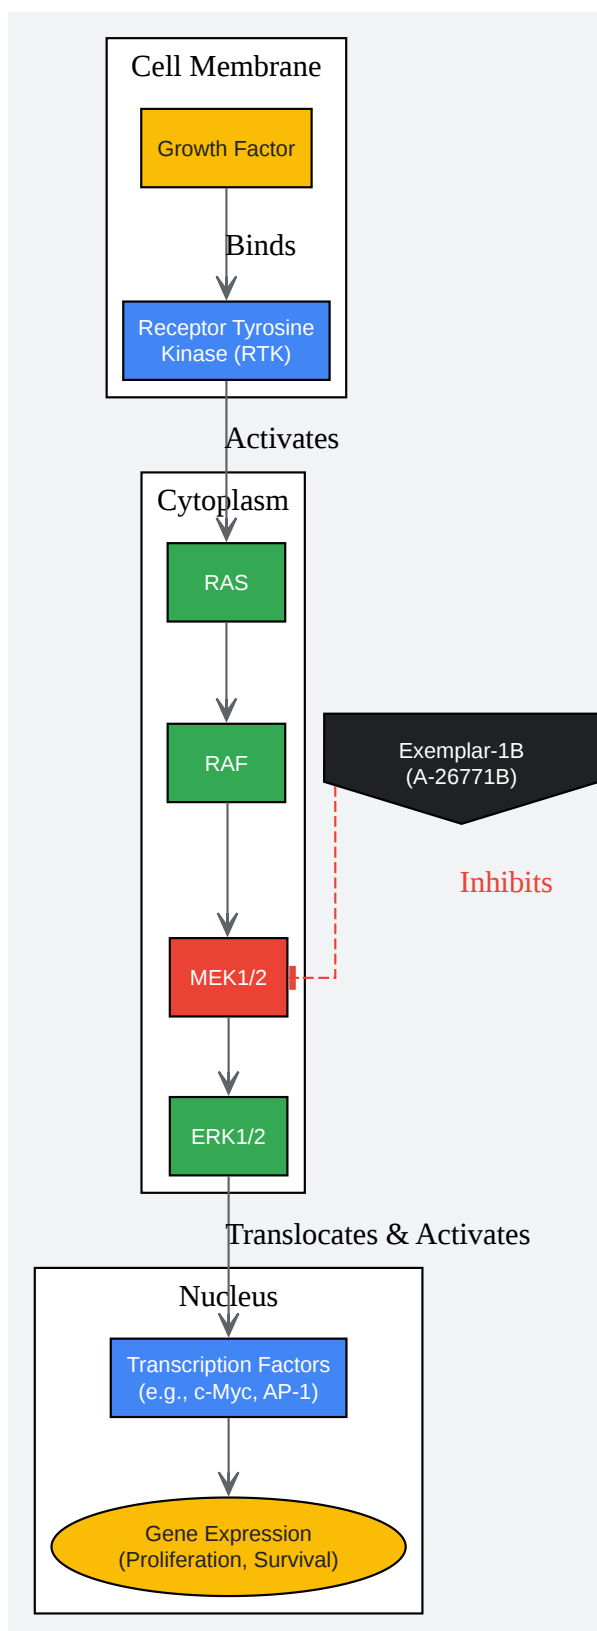 Cell Membrane
Growth Factor
Binds
Receptor Tyrosine
Kinase (RTK)
Activates
Cytoplasm
RAS
RAF
Exemplar-1B
(A-26771B)
Inhibits
MEK1/2
ERK1/2
Translocates & Activates
Nucleus
Transcription Factors
(e.g., c-Myc, AP-1)
Gene Expression
(Proliferation, Survival)